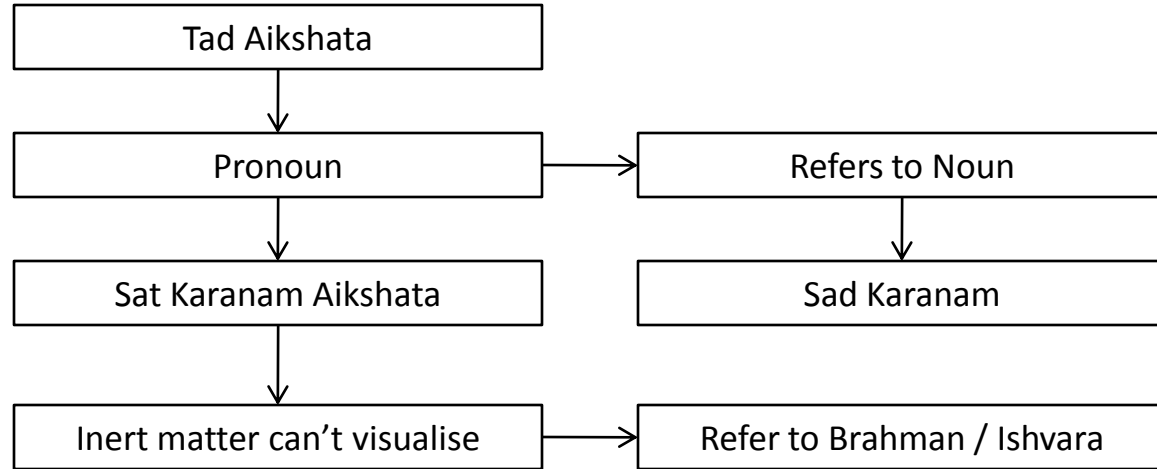 Tad Aikshata
Pronoun
Refers to Noun
Sat Karanam Aikshata
Sad Karanam
Inert matter can’t visualise
Refer to Brahman / Ishvara